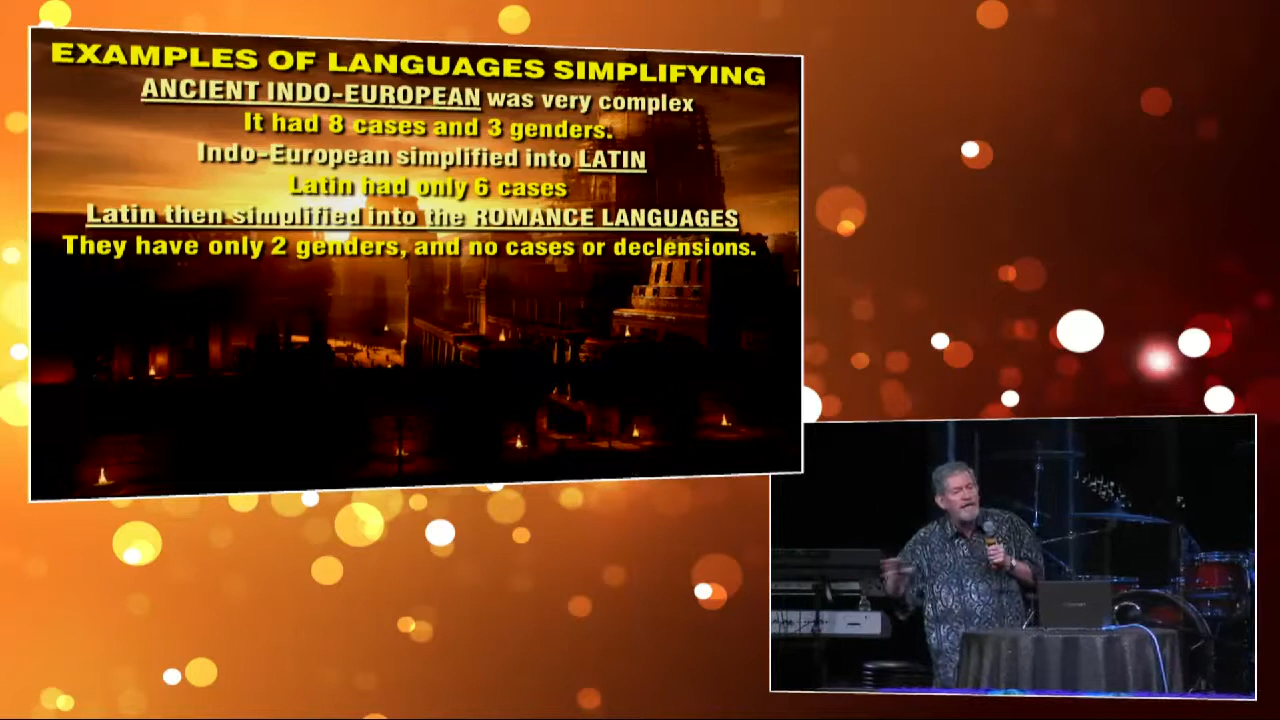 EXAMPLES OF LANGUAGES SIMPLIFYING
ANCIENT INDO-EUROPEAN was very complex
It had 8 cases and 3 genders.
Indo-European simplified into LATIN
Latin had only 6 cases
Latin then simplified into the ROMANCE LANGUAGES
They have only 2 genders, and no cases or declensions.